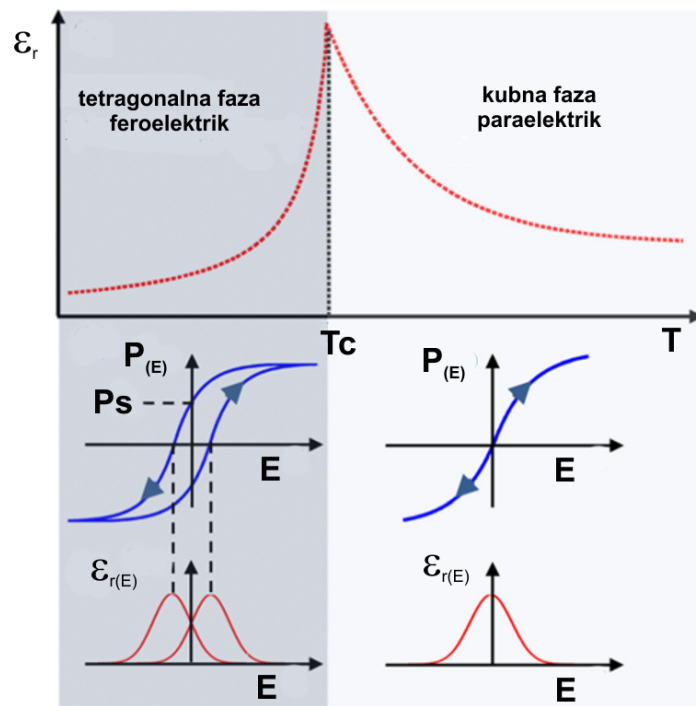 εr
tetragonalna faza
feroelektrik
kubna faza
paraelektrik
Tc
T
P(E)
Ps
E
P(E)
E
εr(E)
E
εr(E)
E